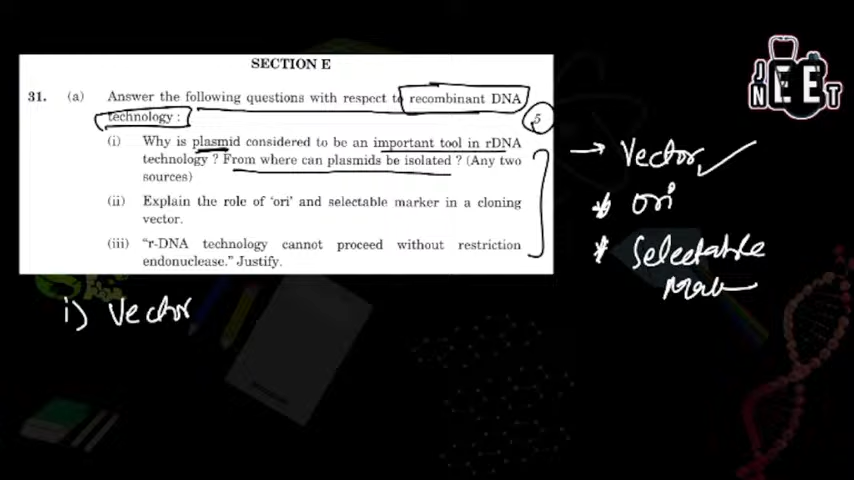 SECTION E
31. (a) Answer the following questions with respect to recombinant DNA
technology :
5
(i) Why is plasmid considered to be an important tool in rDNA
technology ? From where can plasmids be isolated ? (Any two
sources)
(ii) Explain the role of 'ori' and selectable marker in a cloning
vector.
(iii) "r-DNA technology cannot proceed without restriction
endonuclease." Justify.
→ Vector ✓
* Ori
* Selectable
i) Vector
J
N EE T